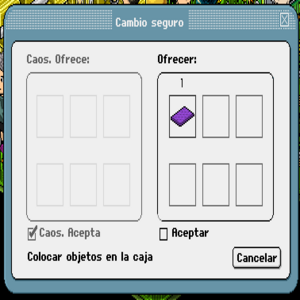 Cambio seguro
Caos. Ofrece: Ofrecer:
1
Caos. Acepta Aceptar
Colocar objetos en la caja Cancelar